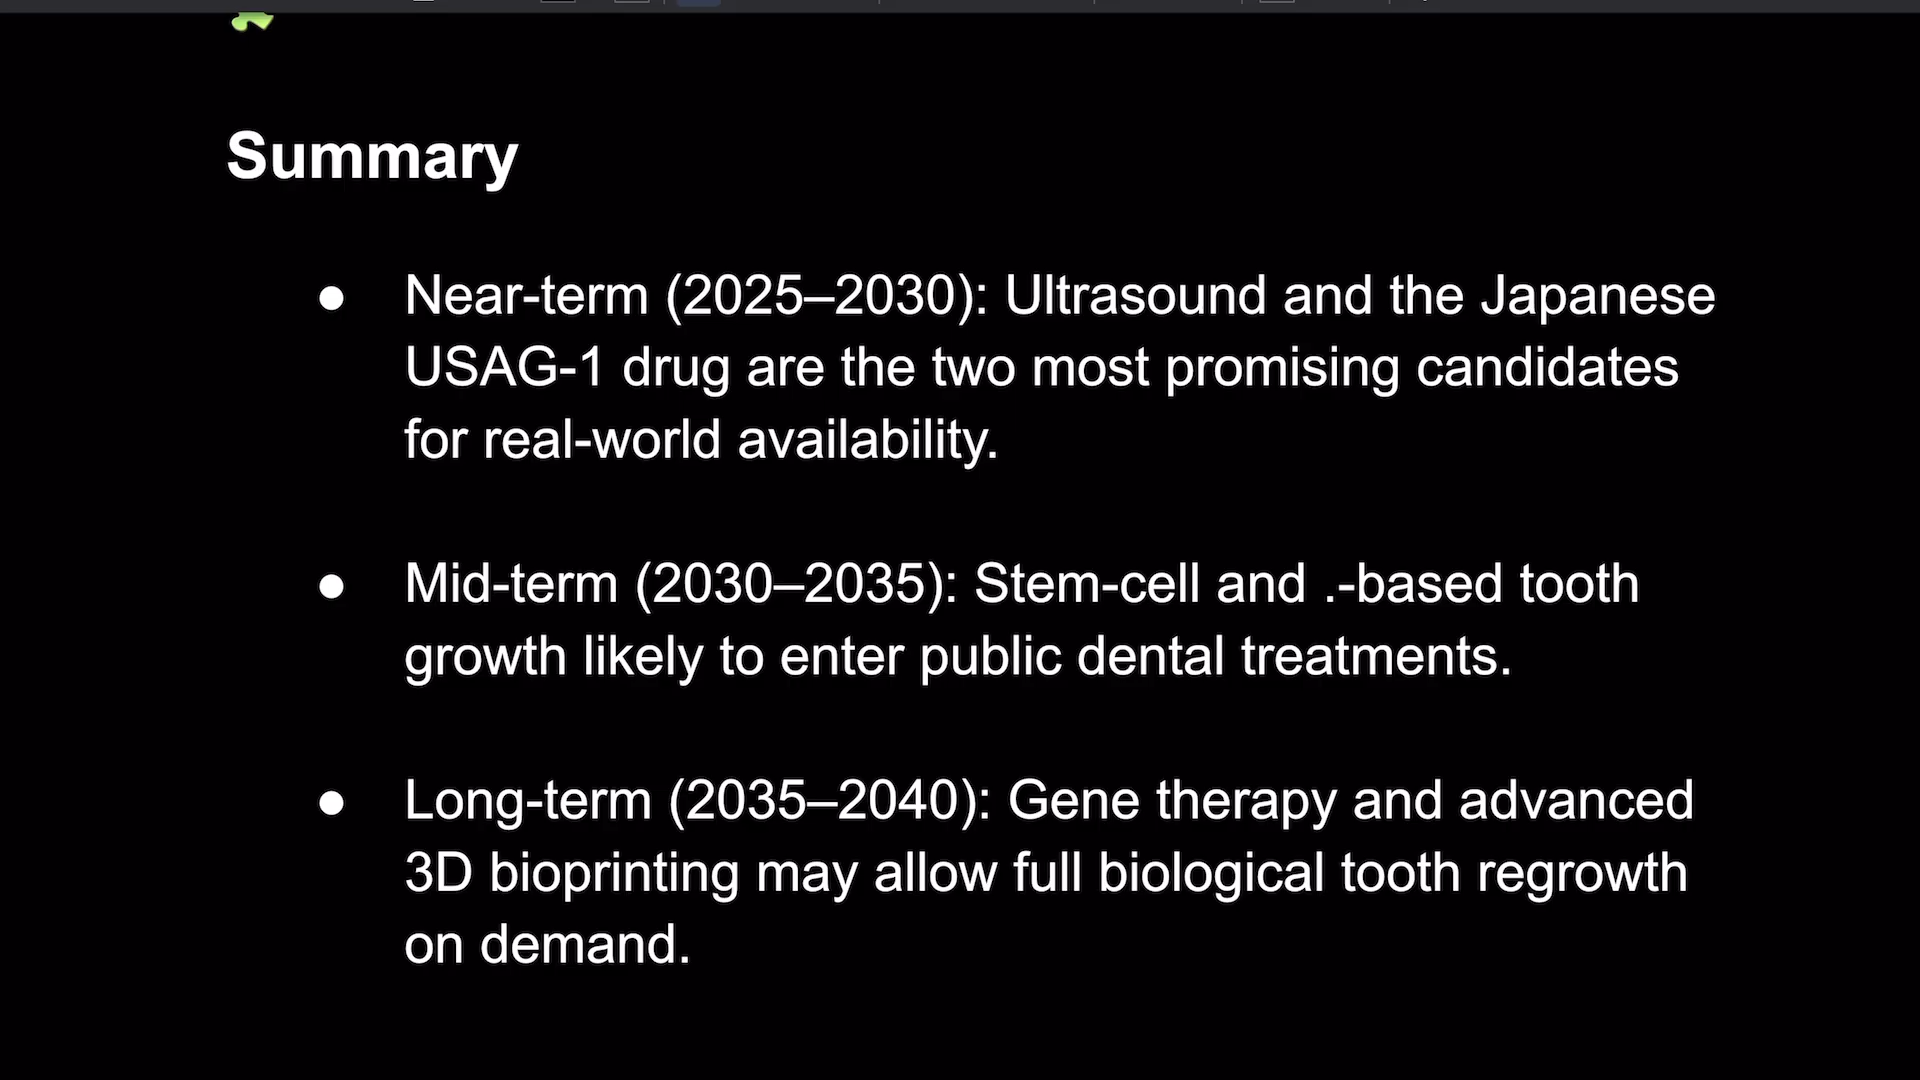 Summary
● Near-term (2025–2030): Ultrasound and the Japanese
USAG-1 drug are the two most promising candidates
for real-world availability.
● Mid-term (2030–2035): Stem-cell and .-based tooth
growth likely to enter public dental treatments.
● Long-term (2035–2040): Gene therapy and advanced
3D bioprinting may allow full biological tooth regrowth
on demand.